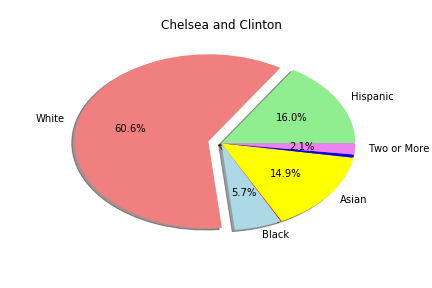 Chelsea and Clinton
Hispanic
16.0%
White
60.6%
2.1%
Two or More
14.9%
5.7%
Asian
Black